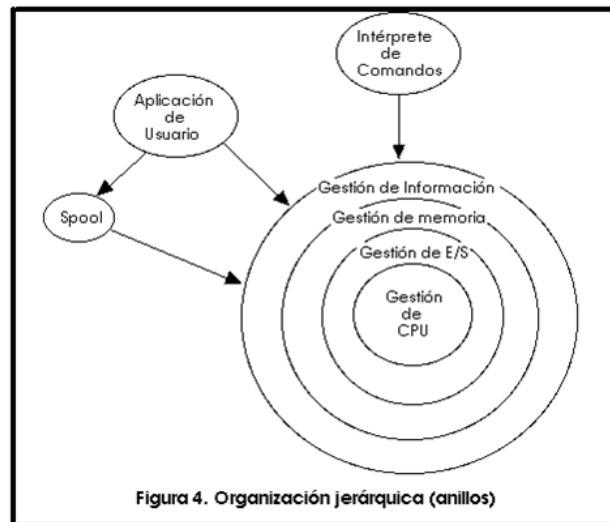 Intérprete
de
Comandos
Aplicación
de
Usuario
Spool
Gestión de Información
Gestión de memoria
Gestión de E/S
Gestión
de
CPU
Figura 4. Organización jerárquica (anillos)